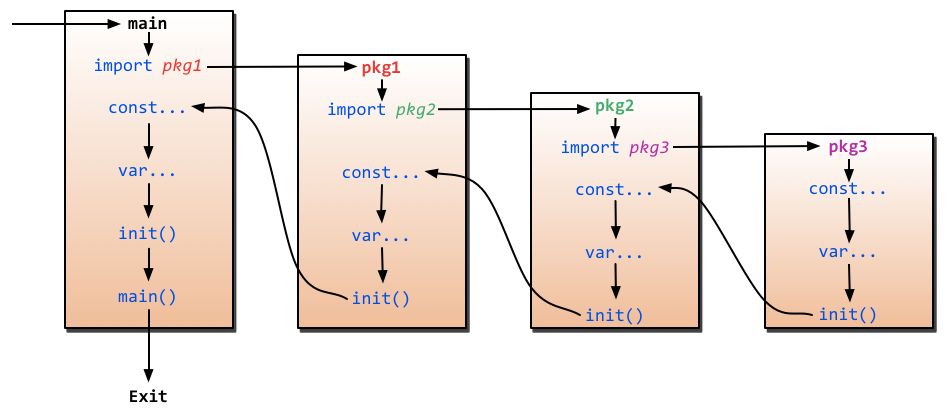 main
import pkg1
const...
var...
init()
main()
Exit
pkg1
import pkg2
const...
var...
init()
pkg2
import pkg3
const...
var...
init()
pkg3
const...
var...
init()